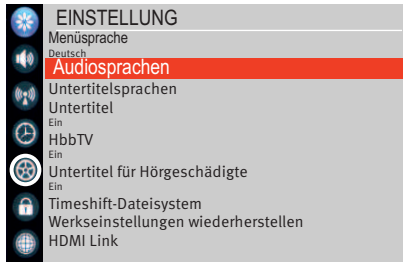 EINSTELLUNG
Menüsprache
Deutsch
Audiosprachen
Untertitelsprachen
Untertitel
Ein
HbbTV
Ein
Untertitel für Hörgeschädigte
Ein
Timeshift-Dateisystem
Werkseinstellungen wiederherstellen
HDMI Link